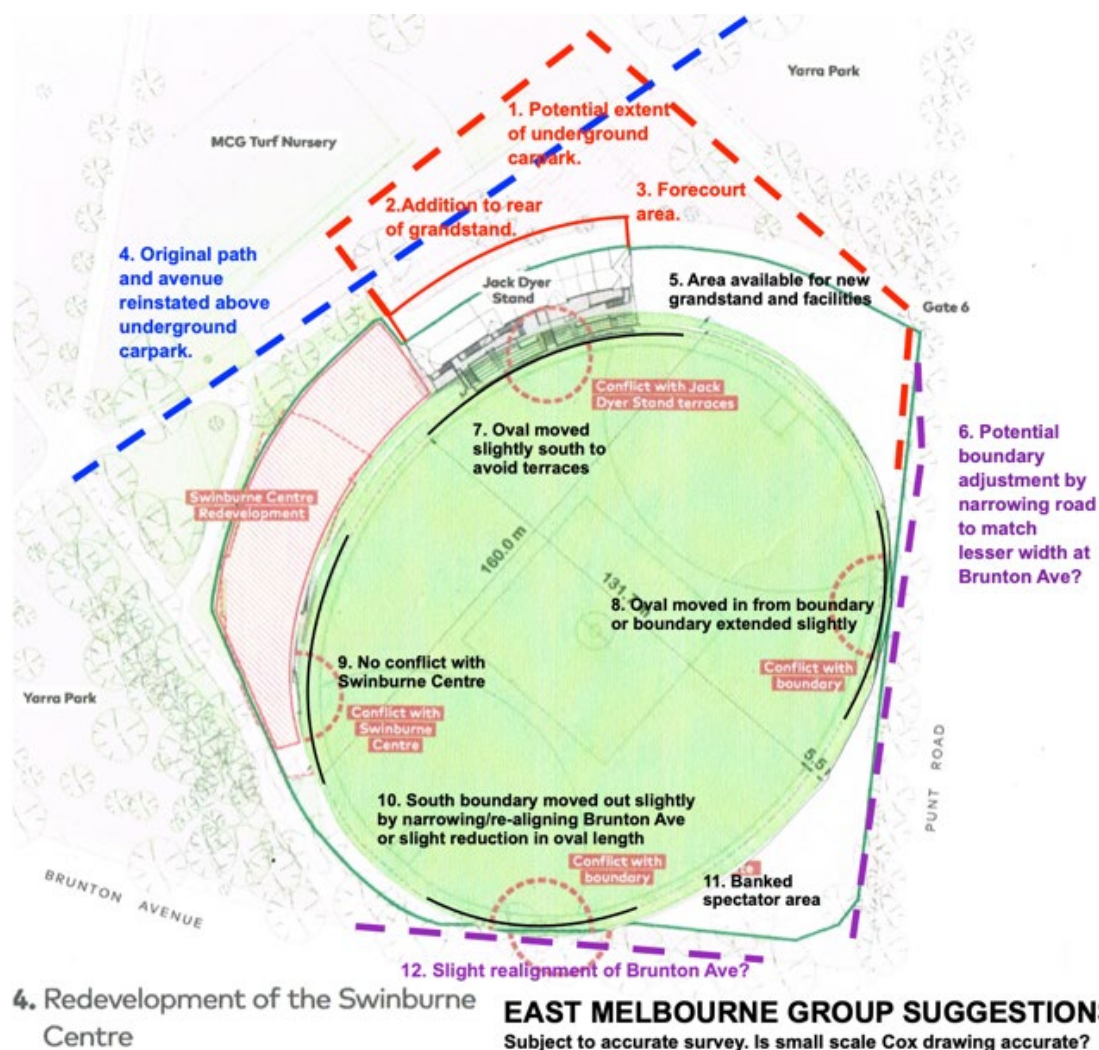 Yarra Park
1. Potential extent
of underground
carpark.
MCG Turf Nursery
2.Addition to rear
of grandstand.
3. Forecourt
area.
4. Original path
and avenue
reinstated above
underground
carpark.
Jack Dyer
Stand
5. Area available for new
grandstand and facilities
Gate 6
Conflict with Jack
Dyer Stand terraces
7. Oval moved
slightly south to
avoid terraces
6. Potential
boundary
adjustment by
narrowing road
to match
lesser width at
Brunton Ave?
Swinburne Centre
Redevelopment
160.0 m
8. Oval moved in from boundary
or boundary extended slightly
9. No conflict with
Swinburne Centre
Conflict with
boundary
Yarra Park
Conflict with
Swinburne
Centre
5.5
PUNT ROAD
10. South boundary moved out slightly
by narrowing/re-aligning Brunton Ave
or slight reduction in oval length
Conflict with
boundary
11. Banked
spectator area
BRUNTON AVENUE
12. Slight realignment of Brunton Ave?
4. Redevelopment of the Swinburne
Centre
EAST MELBOURNE GROUP SUGGESTIONS
Subject to accurate survey. Is small scale Cox drawing accurate?